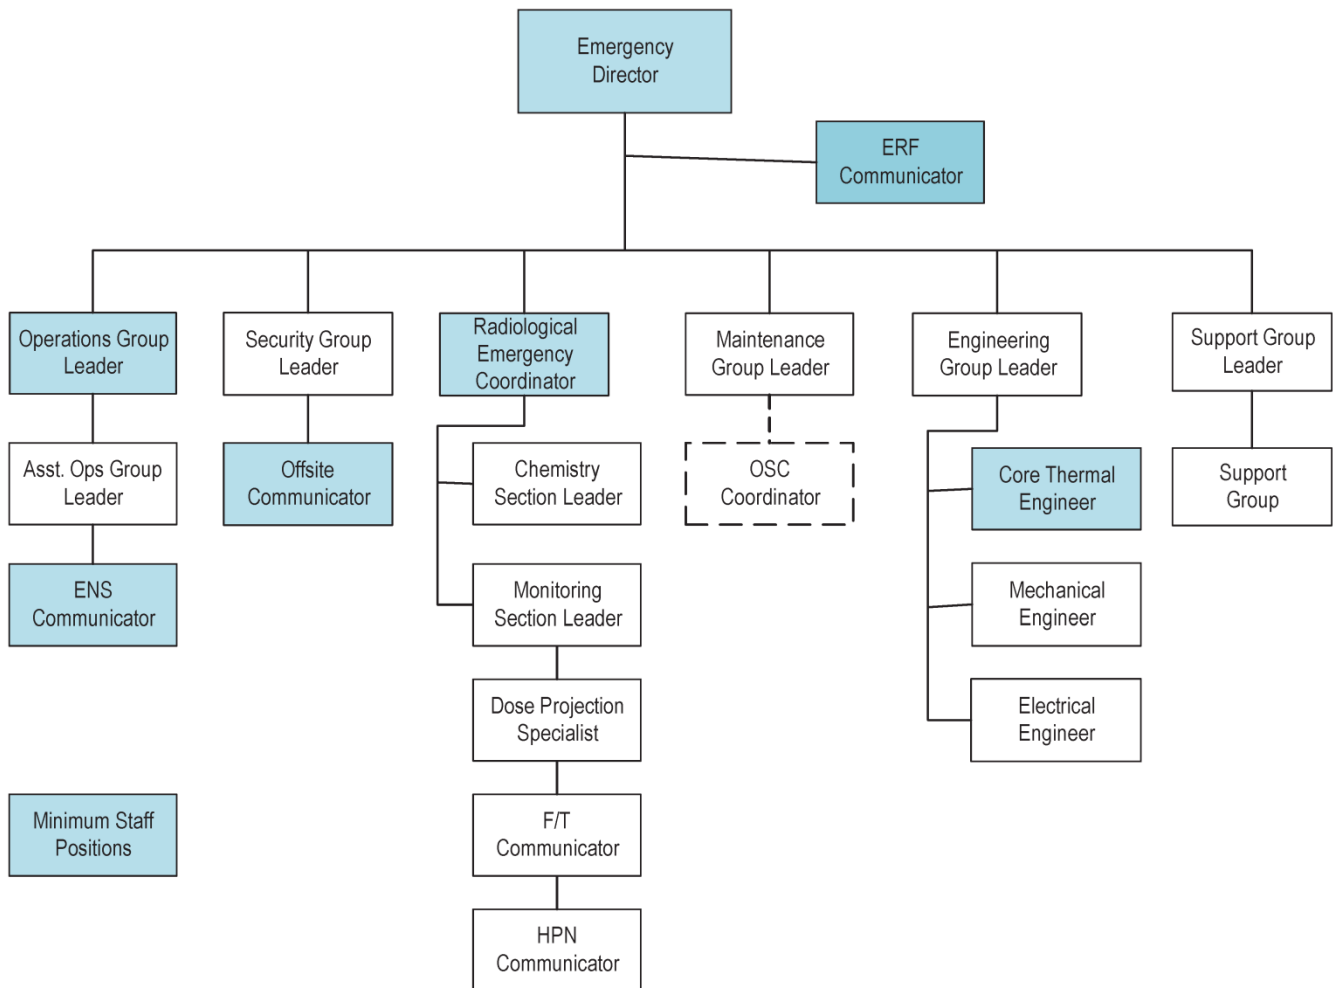 Emergency
Director
ERF
Communicator
Operations Group
Leader
Security Group
Leader
Radiological
Emergency
Coordinator
Maintenance
Group Leader
Engineering
Group Leader
Support Group
Leader
Asst. Ops Group
Leader
Offsite
Communicator
Chemistry
Section Leader
OSC
Coordinator
Core Thermal
Engineer
Support
Group
ENS
Communicator
Monitoring
Section Leader
Mechanical
Engineer
Dose Projection
Specialist
Electrical
Engineer
Minimum Staff
Positions
F/T
Communicator
HPN
Communicator